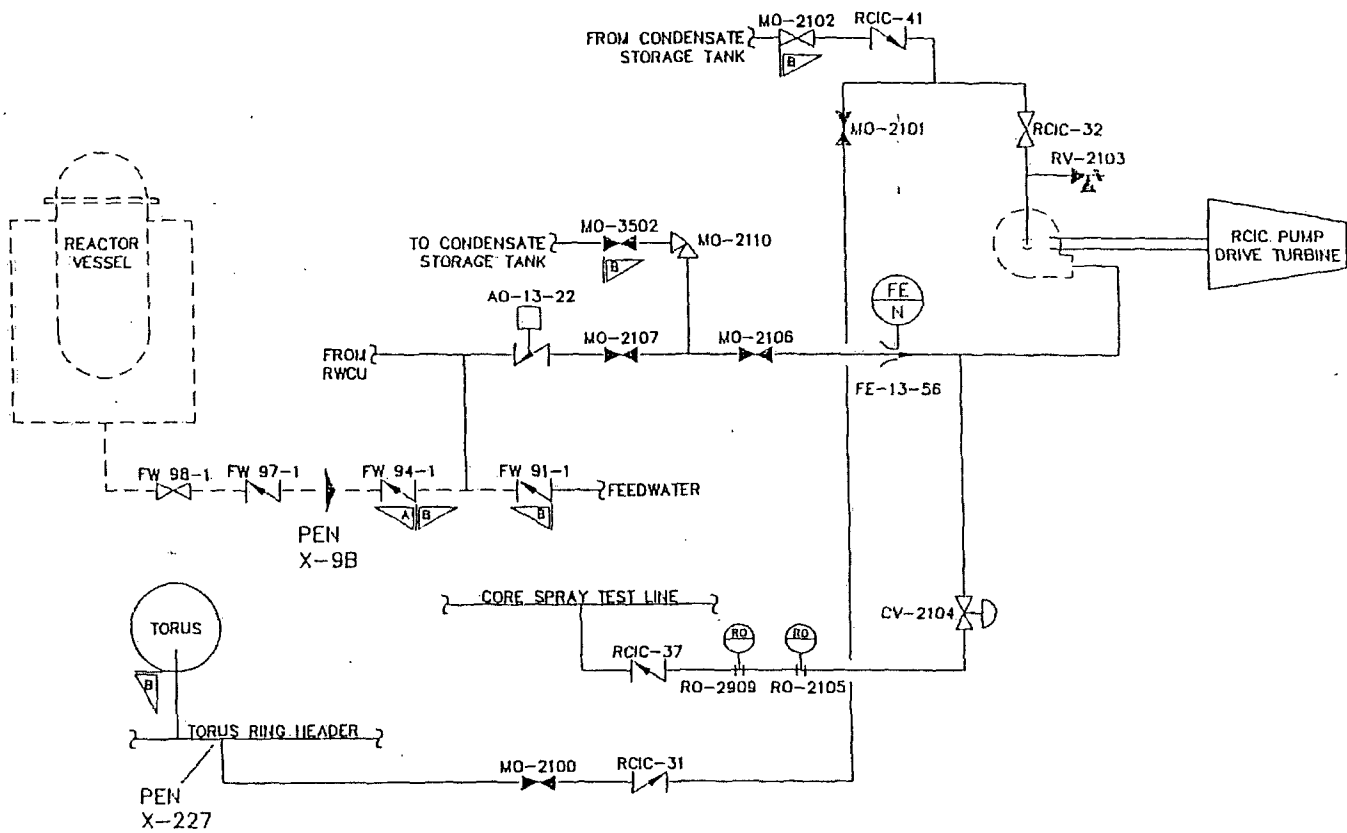 MO-2102
RCIC-41
FROM CONDENSATE
STORAGE TANK
B
MO-2101
RCIC-32
RV-2103
REACTOR
VESSEL
MO-3502
TO CONDENSATE
STORAGE TANK
B
MO-2110
RCIC PUMP
DRIVE TURBINE
AO-13-22
FE
N
FROM
RWCU
MO-2107
MO-2106
FE-13-56
FW 98-1
FW 97-1
FW 94-1
FW 91-1
FEEDWATER
A
B
B
PEN
X-9B
CORE SPRAY TEST LINE
CV-2104
TORUS
B
RCIC-37
RO
RO
RO-2909
RO-2105
TORUS RING HEADER
MO-2100
RCIC-31
PEN
X-227